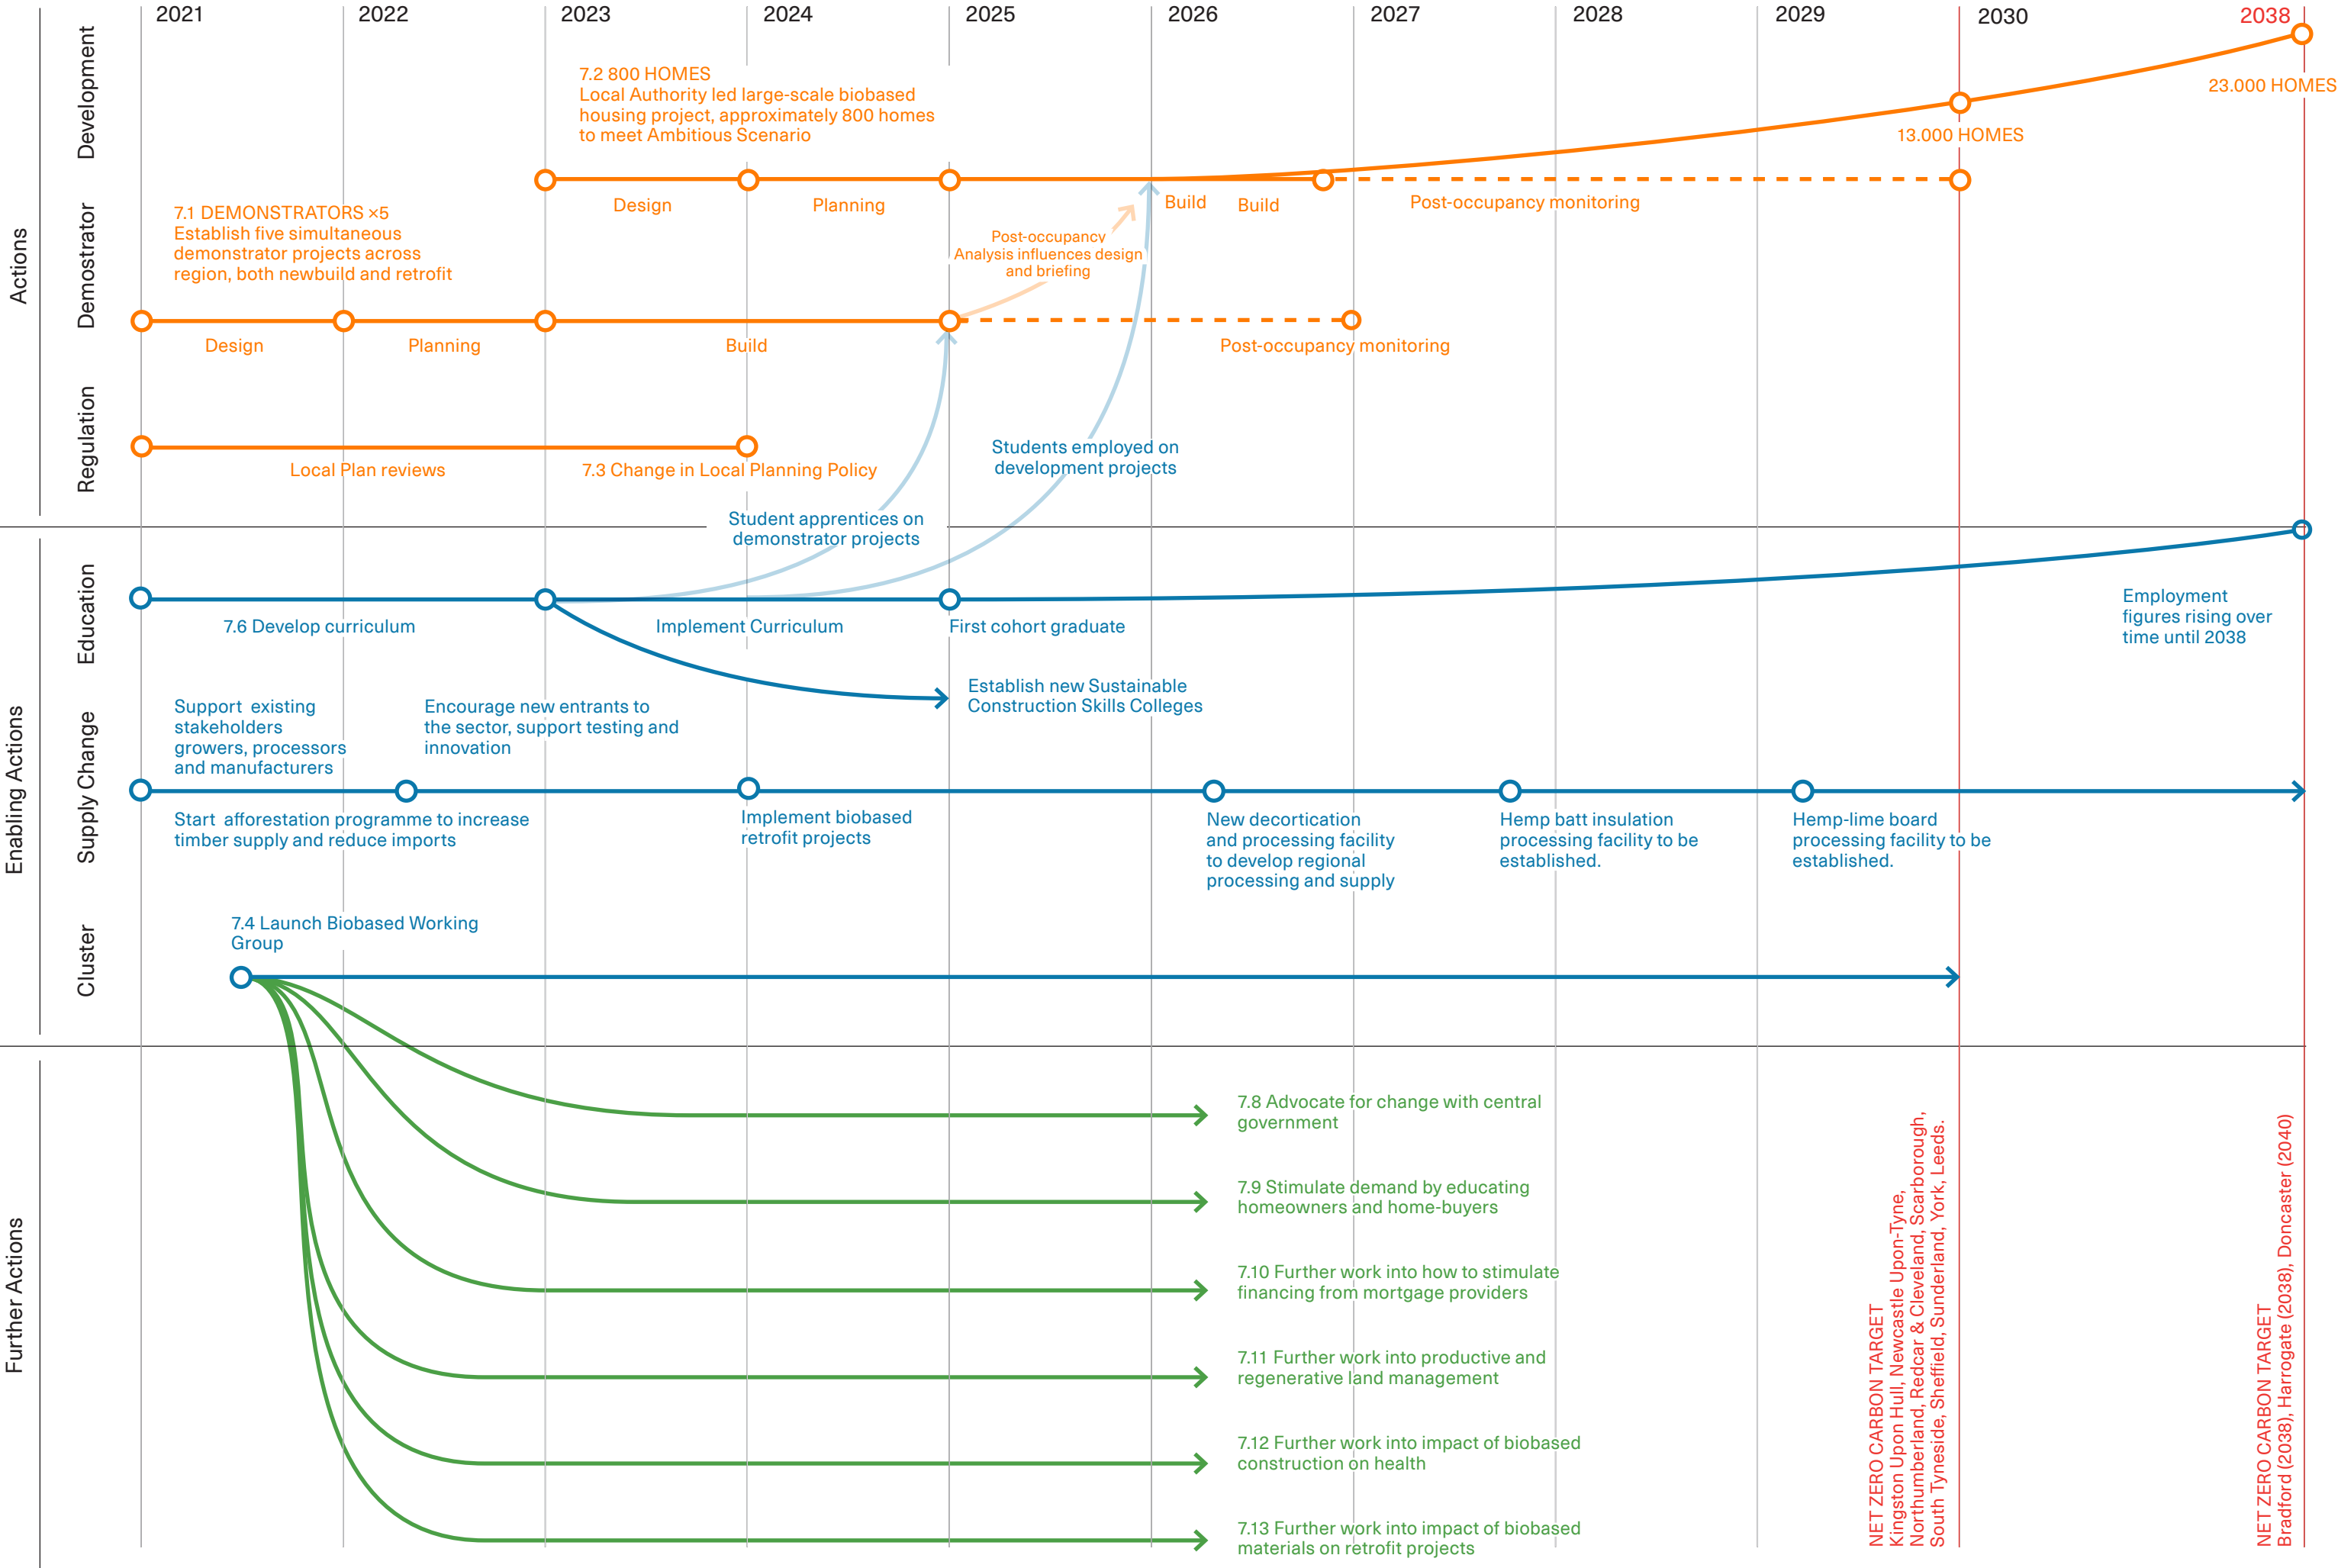 2021
2022
2023
2024
2025
2026
2027
2028
2029
2030
2038
Actions
Development
7.2 800 HOMES
Local Authority led large-scale biobased
housing project, approximately 800 homes
to meet Ambitious Scenario
23.000 HOMES
13.000 HOMES
Design
Planning
Build
Build
Post-occupancy monitoring
Demostrator
7.1 DEMONSTRATORS ×5
Establish five simultaneous
demonstrator projects across
region, both newbuild and retrofit
Post-occupancy
Analysis influences design
and briefing
Design
Planning
Build
Post-occupancy monitoring
Regulation
Local Plan reviews
7.3 Change in Local Planning Policy
Students employed on
development projects
Student apprentices on
demonstrator projects
Enabling Actions
Education
7.6 Develop curriculum
Implement Curriculum
First cohort graduate
Employment
figures rising over
time until 2038
Establish new Sustainable
Construction Skills Colleges
Supply Change
Support existing
stakeholders
growers, processors
and manufacturers
Encourage new entrants to
the sector, support testing and
innovation
Start afforestation programme to increase
timber supply and reduce imports
Implement biobased
retrofit projects
New decortication
and processing facility
to develop regional
processing and supply
Hemp batt insulation
processing facility to be
established.
Hemp-lime board
processing facility to be
established.
Cluster
7.4 Launch Biobased Working
Group
Further Actions
7.8 Advocate for change with central
government
7.9 Stimulate demand by educating
homeowners and home-buyers
7.10 Further work into how to stimulate
financing from mortgage providers
7.11 Further work into productive and
regenerative land management
7.12 Further work into impact of biobased
construction on health
7.13 Further work into impact of biobased
materials on retrofit projects
NET ZERO CARBON TARGET
Kingston Upon Hull, Newcastle Upon-Tyne,
Northumberland, Redcar & Cleveland, Scarborough,
South Tyneside, Sheffield, Sunderland, York, Leeds.
NET ZERO CARBON TARGET
Bradford (2038), Harrogate (2038), Doncaster (2040)